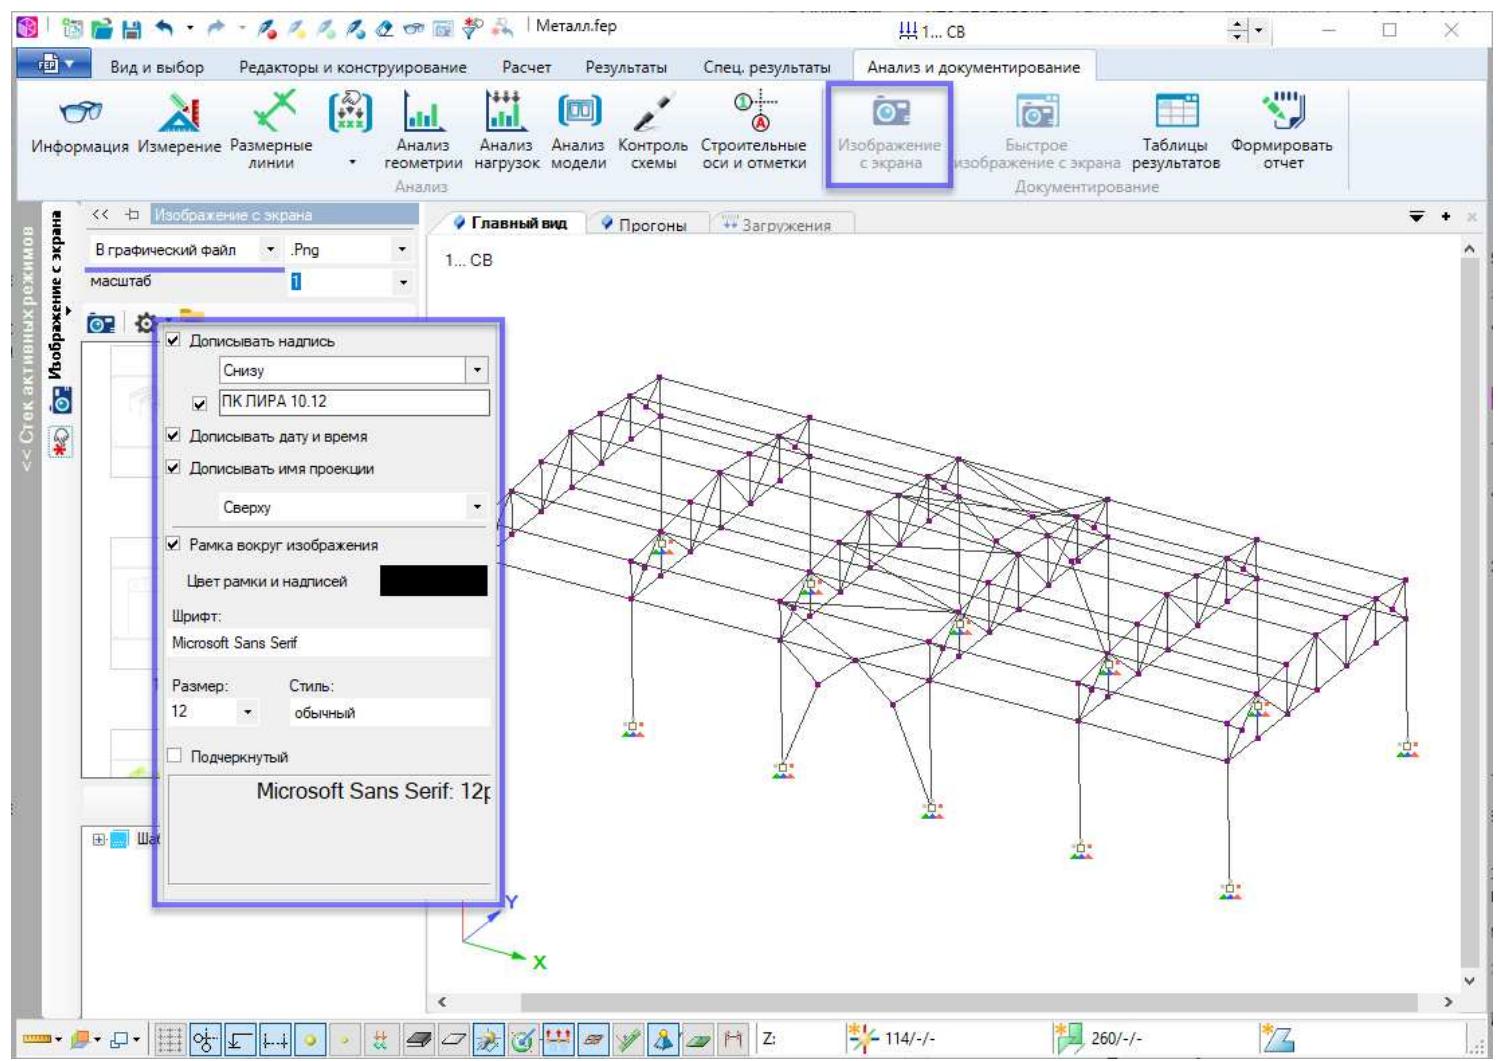 Металл.fep
1... СВ
FEP
Вид и выбор
Редакторы и конструирование
Расчет
Результаты
Спец. результаты
Анализ и документирование
Информация
Измерение
Размерные
линии
Анализ
геометрии
Анализ
нагрузок
Анализ
модели
Контроль
схемы
Строительные
оси и отметки
Изображение
с экрана
Быстрое
изображение с экрана
Таблицы
результатов
Формировать
отчет
Анализ
Документирование
<< Стек активных режимов
Изображение с экрана
<<
Изображение с экрана
В графический файл
.Png
масштаб
1
Дописывать надпись
Снизу
ПК ЛИРА 10.12
Дописывать дату и время
Дописывать имя проекции
Сверху
Рамка вокруг изображения
Цвет рамки и надписей
Шрифт:
Microsoft Sans Serif
Размер:
Стиль:
12
обычный
Подчеркнутый
Microsoft Sans Serif: 12p
Шаб
Главный вид
Прогоны
Загружения
1... СВ
Y
X
Z:
114/-/-
260/-/-